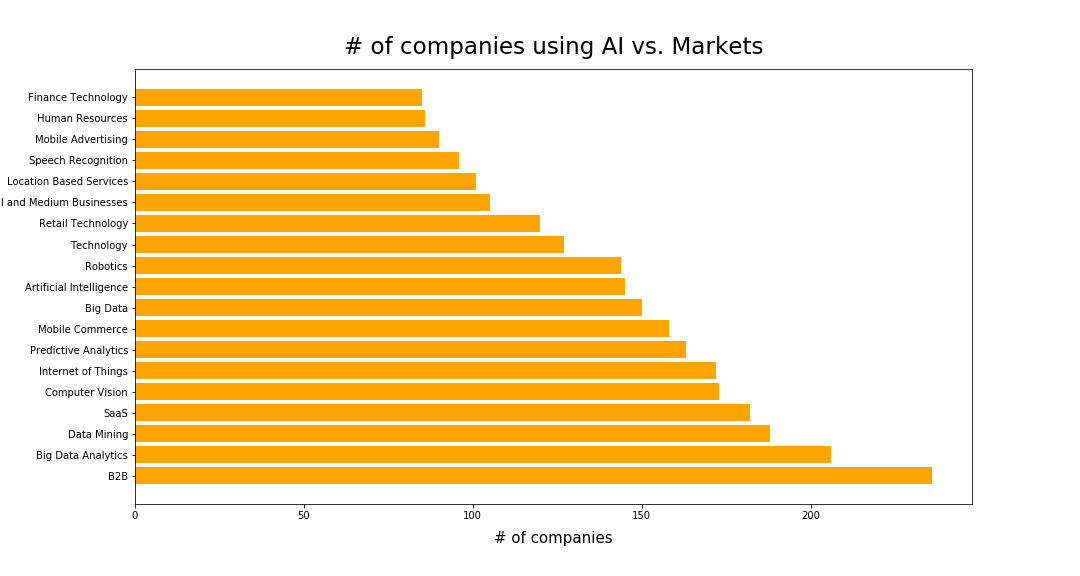 # of companies using AI vs. Markets
Finance Technology
Human Resources
Mobile Advertising
Speech Recognition
Location Based Services
l and Medium Businesses
Retail Technology
Technology
Robotics
Artificial Intelligence
Big Data
Mobile Commerce
Predictive Analytics
Internet of Things
Computer Vision
SaaS
Data Mining
Big Data Analytics
B2B
0 50 100 150 200
# of companies